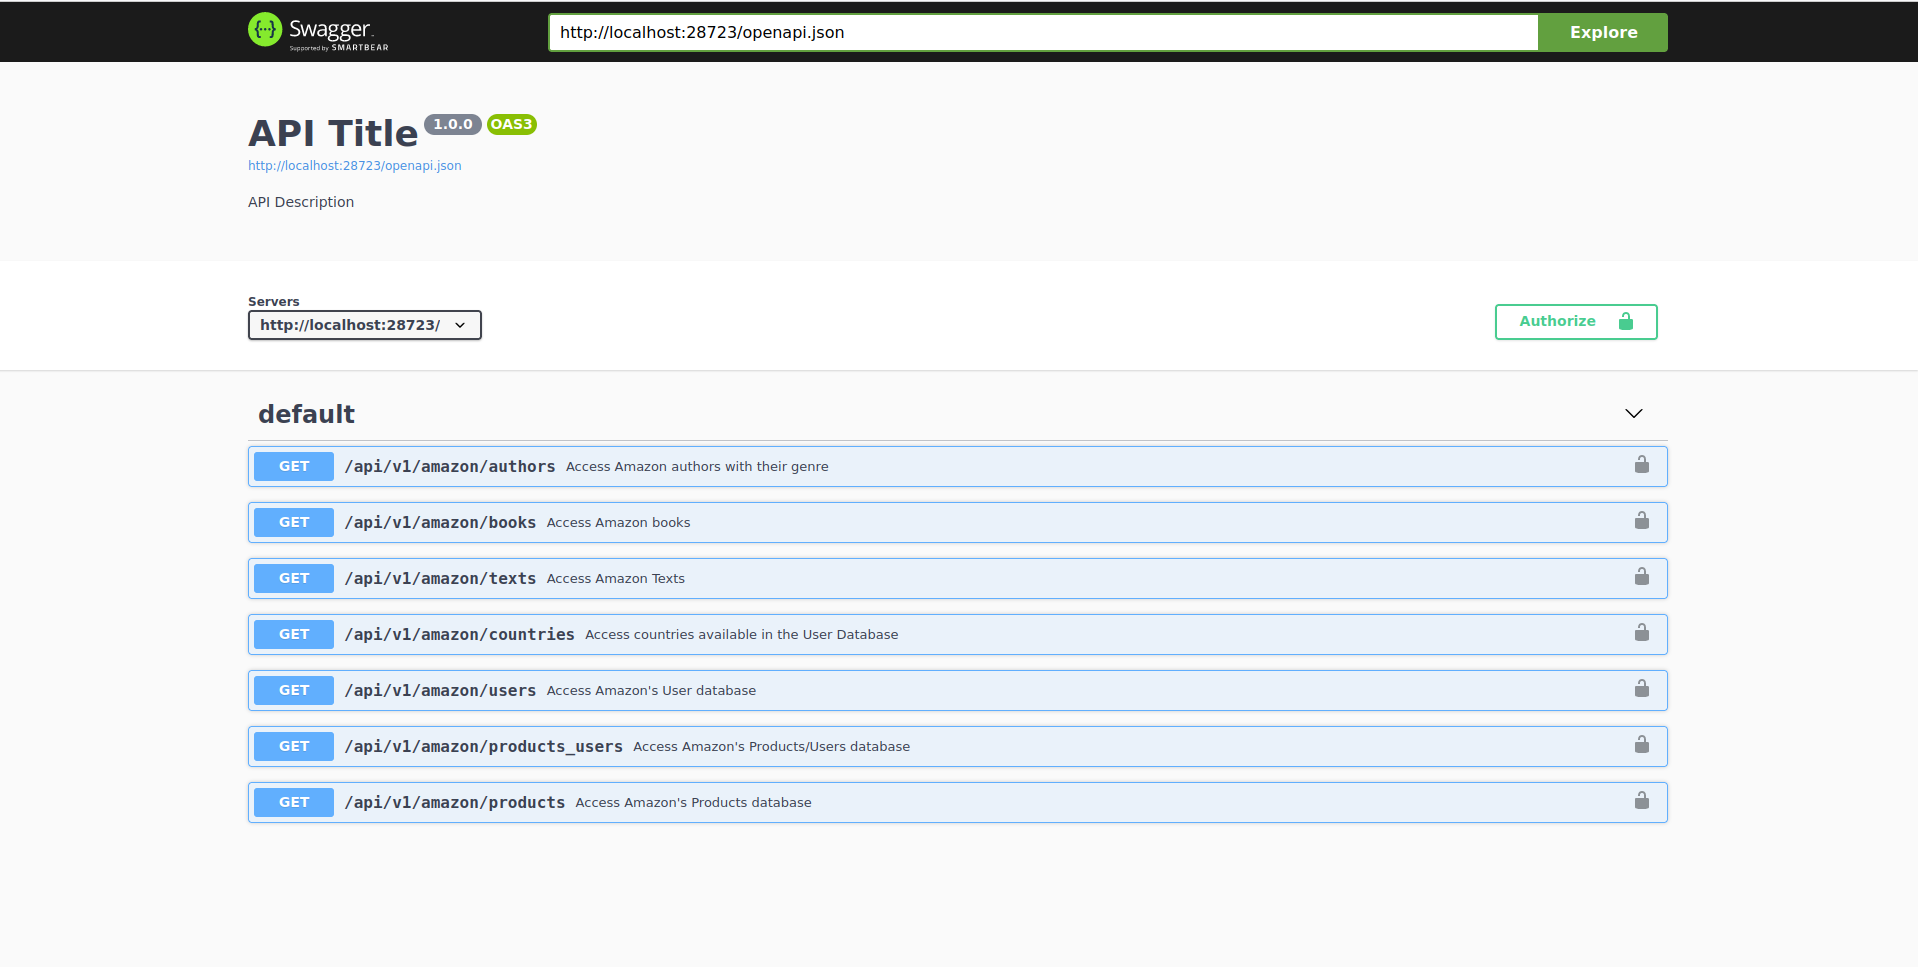 Swagger.
Supported by SMARTBEAR
http://localhost:28723/openapi.json
Explore
API Title 1.0.0 OAS3
http://localhost:28723/openapi.json
API Description
Servers
http://localhost:28723/
Authorize
default
GET /api/v1/amazon/authors Access Amazon authors with their genre
GET /api/v1/amazon/books Access Amazon books
GET /api/v1/amazon/texts Access Amazon Texts
GET /api/v1/amazon/countries Access countries available in the User Database
GET /api/v1/amazon/users Access Amazon's User database
GET /api/v1/amazon/products_users Access Amazon's Products/Users database
GET /api/v1/amazon/products Access Amazon's Products database